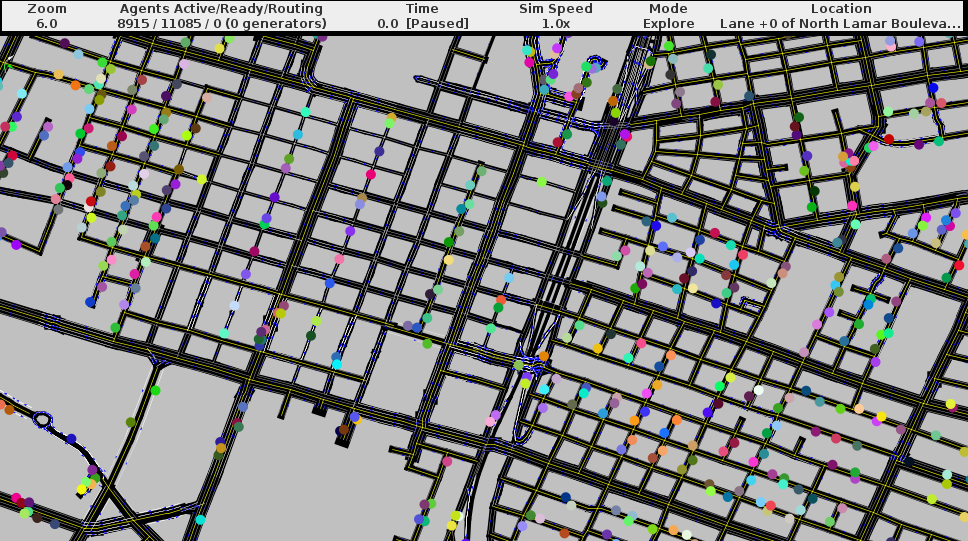 Zoom Agents Active/Ready/Routing Time Sim Speed Mode Location
6.0 8915 / 11085 / 0 (0 generators) 0.0 [Paused] 1.0x Explore Lane +0 of North Lamar Bouleva...